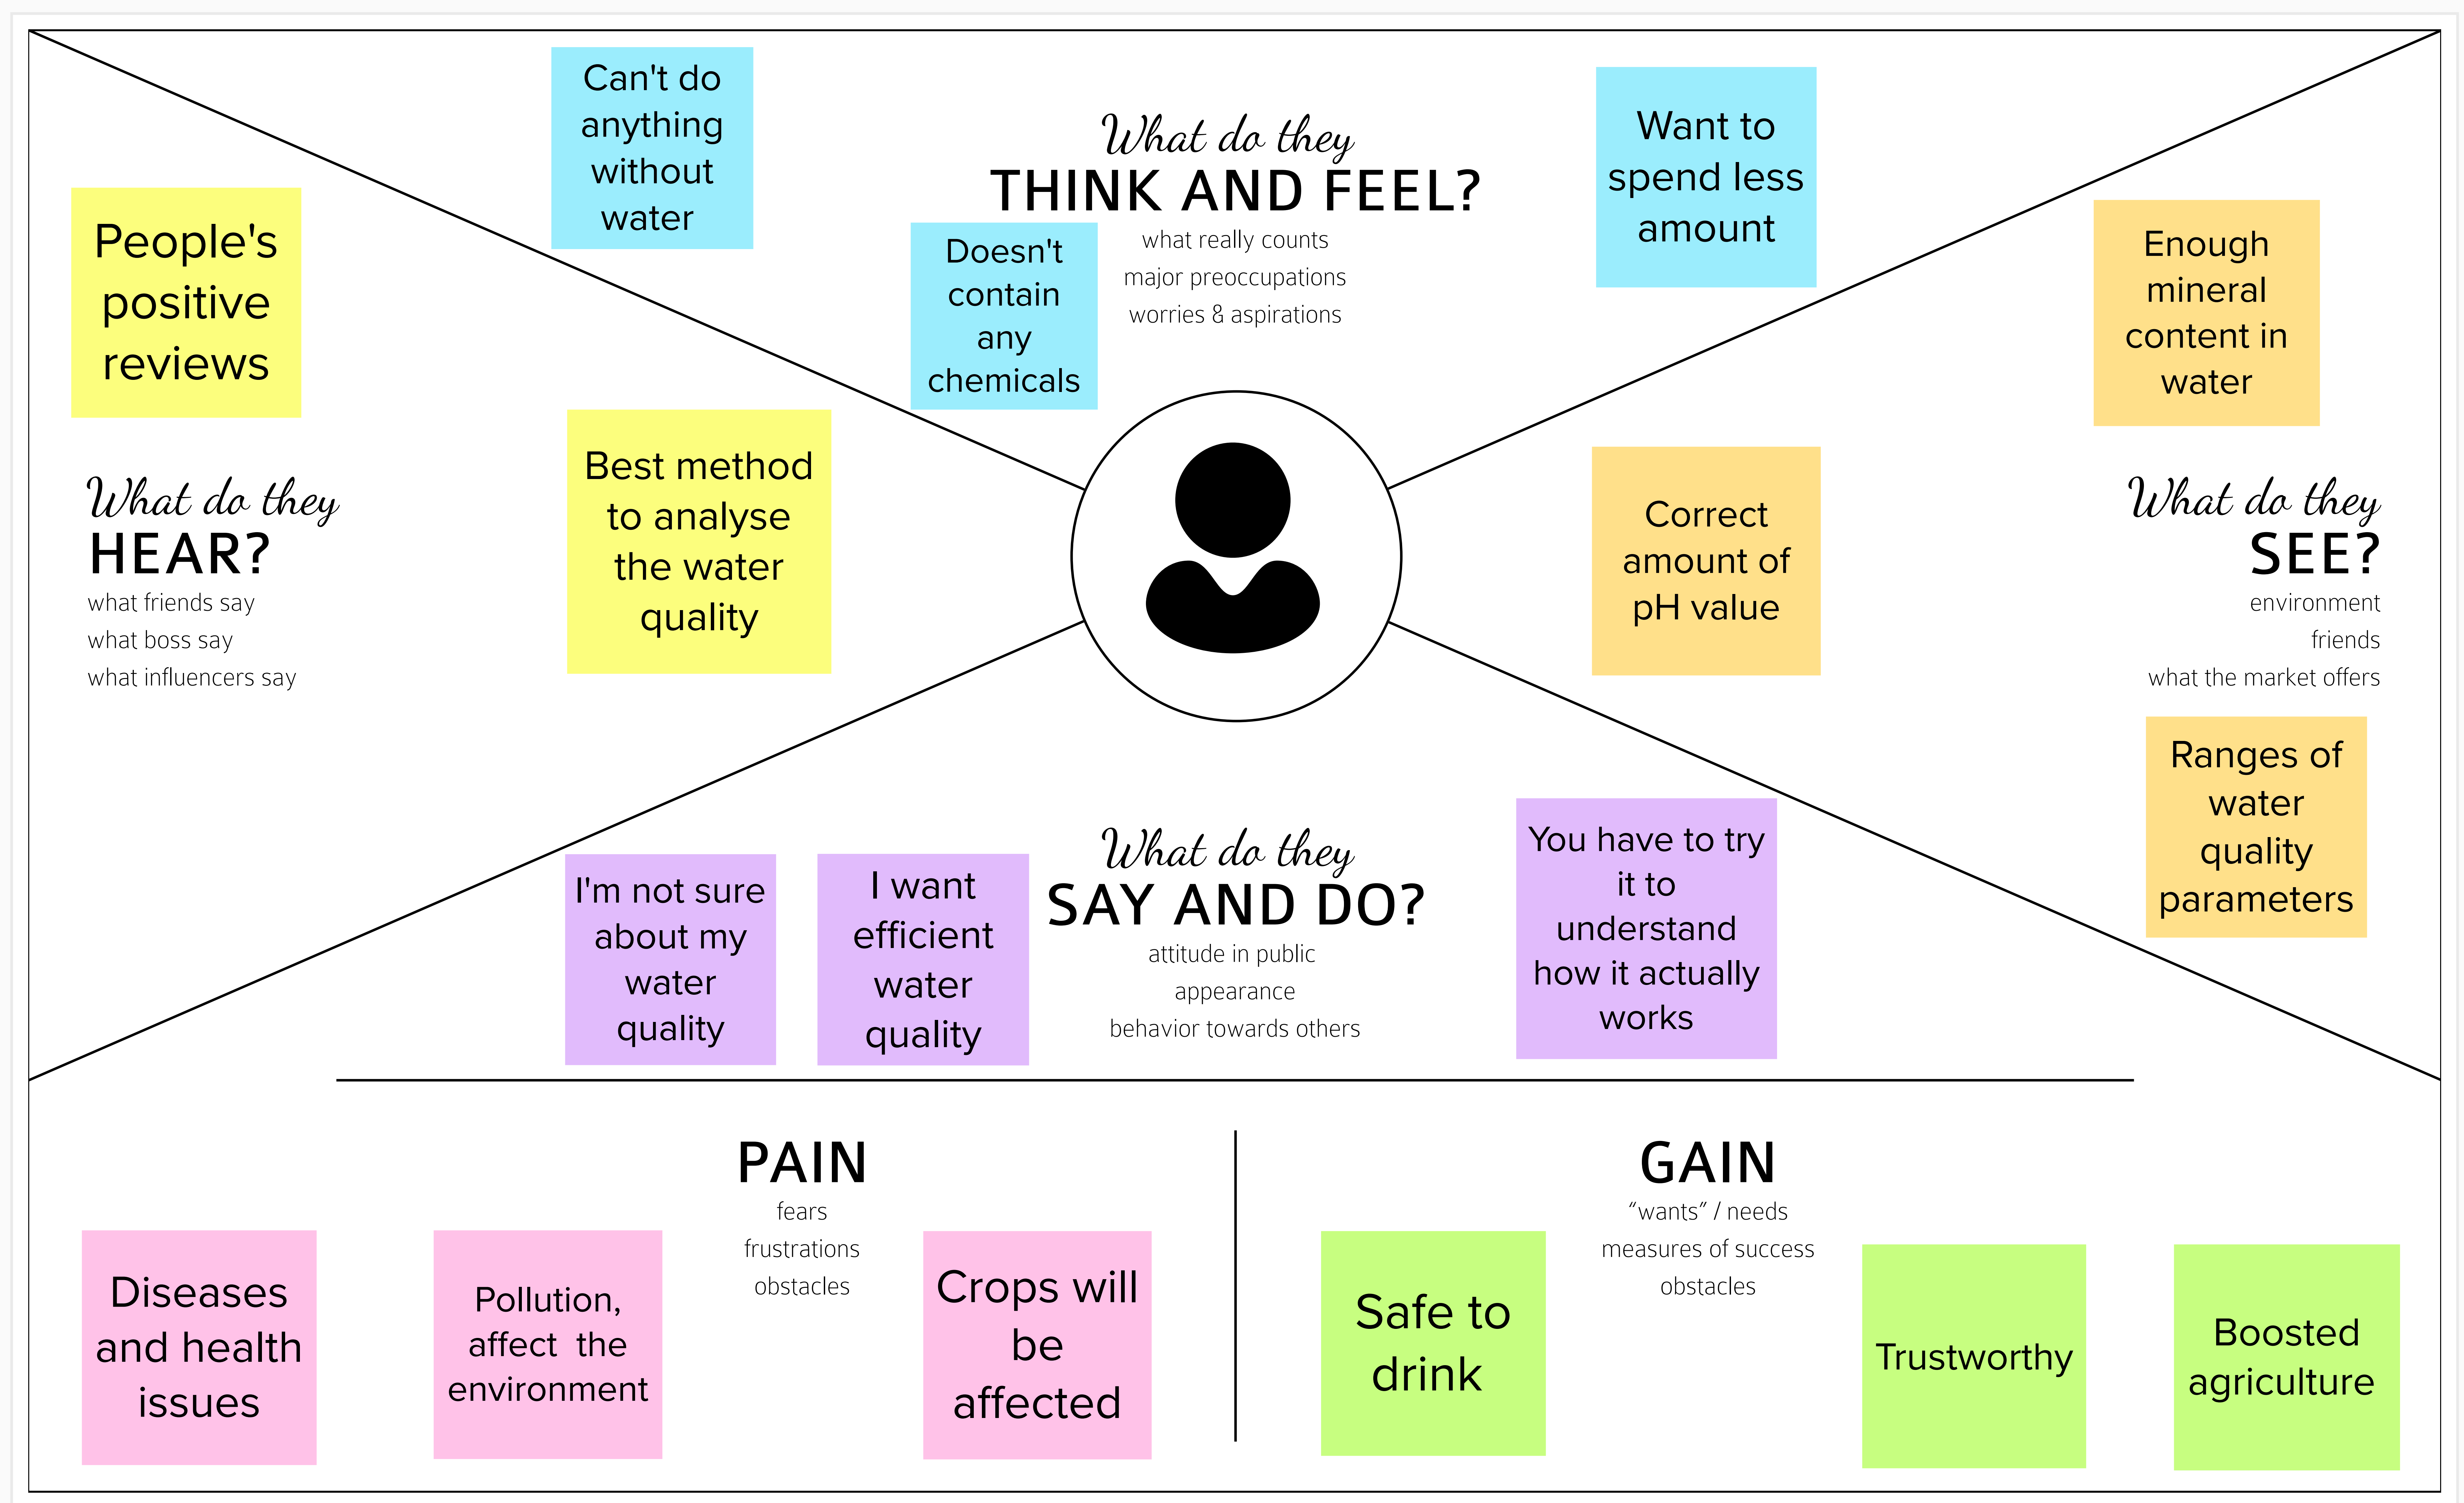 Can't do
anything
without
water
What do they
THINK AND FEEL?
what really counts
major preoccupations
worries & aspirations
Doesn't
contain
any
chemicals
Want to
spend less
amount
People's
positive
reviews
Best method
to analyse
the water
quality
What do they
HEAR?
what friends say
what boss say
what influencers say
Enough
mineral
content in
water
Correct
amount of
pH value
What do they
SEE?
environment
friends
what the market offers
Ranges of
water
quality
parameters
I'm not sure
about my
water
quality
I want
efficient
water
quality
What do they
SAY AND DO?
attitude in public
appearance
behavior towards others
You have to try
it to
understand
how it actually
works
PAIN
fears
frustrations
obstacles
Diseases
and health
issues
Pollution,
affect  the
environment
Crops will
be
affected
GAIN
“wants” / needs
measures of success
obstacles
Safe to
drink
Trustworthy
Boosted
agriculture